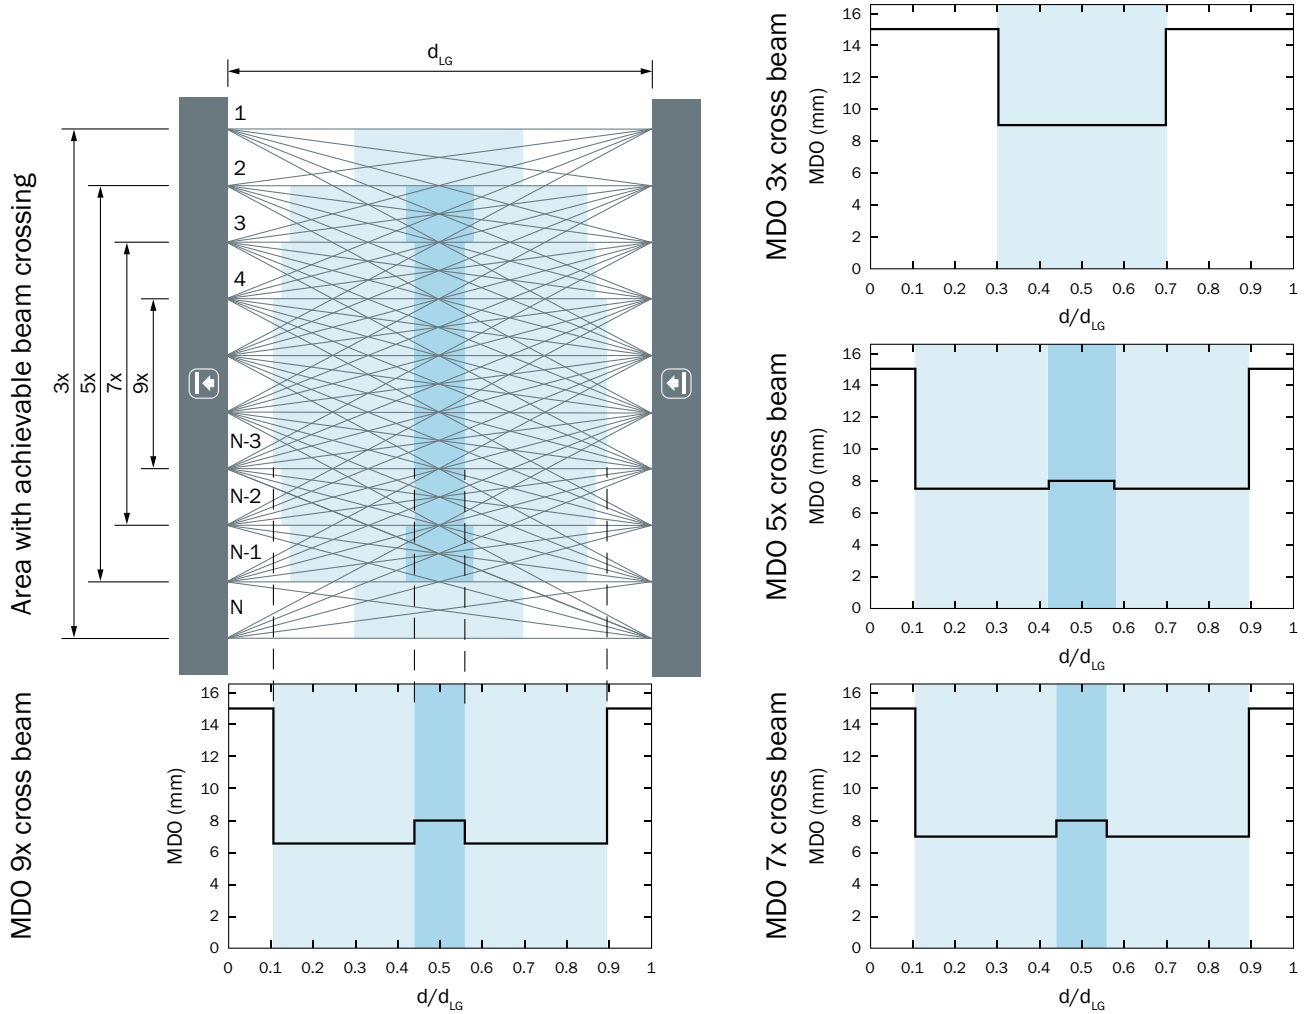 d_LG
Area with achievable beam crossing
3x
5x
7x
9x
1
2
3
4
N-3
N-2
N-1
N
MDO 3x cross beam
MDO (mm)
16
14
12
10
8
6
4
2
0
0 0.1 0.2 0.3 0.4 0.5 0.6 0.7 0.8 0.9 1
d/d_LG
MDO 5x cross beam
MDO (mm)
16
14
12
10
8
6
4
2
0
0 0.1 0.2 0.3 0.4 0.5 0.6 0.7 0.8 0.9 1
d/d_LG
MDO 9x cross beam
MDO (mm)
16
14
12
10
8
6
4
2
0
0 0.1 0.2 0.3 0.4 0.5 0.6 0.7 0.8 0.9 1
d/d_LG
MDO 7x cross beam
MDO (mm)
16
14
12
10
8
6
4
2
0
0 0.1 0.2 0.3 0.4 0.5 0.6 0.7 0.8 0.9 1
d/d_LG